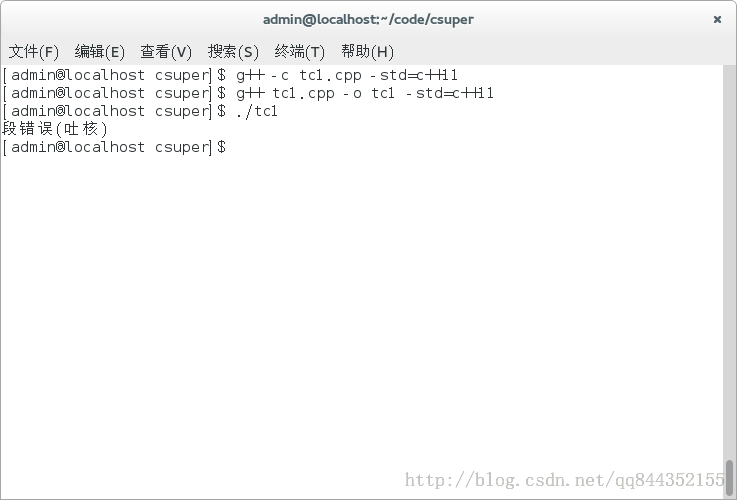 admin@localhost:~/code/csuper ×
文件(F) 编辑(E) 查看(V) 搜索(S) 终端(T) 帮助(H)
[admin@localhost csuper]$ g++ -c tc1.cpp -std=c++11
[admin@localhost csuper]$ g++ tc1.cpp -o tc1 -std=c++11
[admin@localhost csuper]$ ./tc1
段错误(吐核)
[admin@localhost csuper]$
http://blog.csdn.net/qq844352155